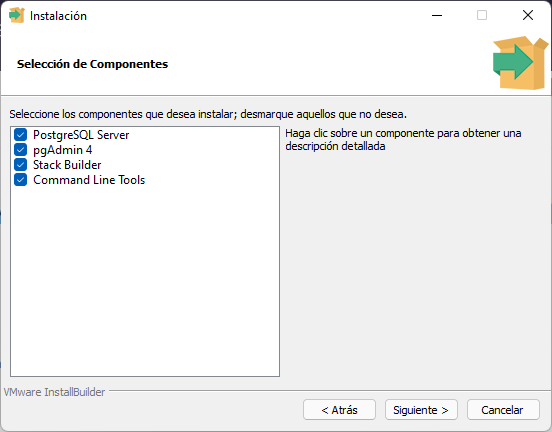 Instalación
Selección de Componentes
Seleccione los componentes que desea instalar; desmarque aquellos que no desea.
PostgreSQL Server
pgAdmin 4
Stack Builder
Command Line Tools
Haga clic sobre un componente para obtener una
descripción detallada
VMware InstallBuilder
< Atrás
Siguiente >
Cancelar